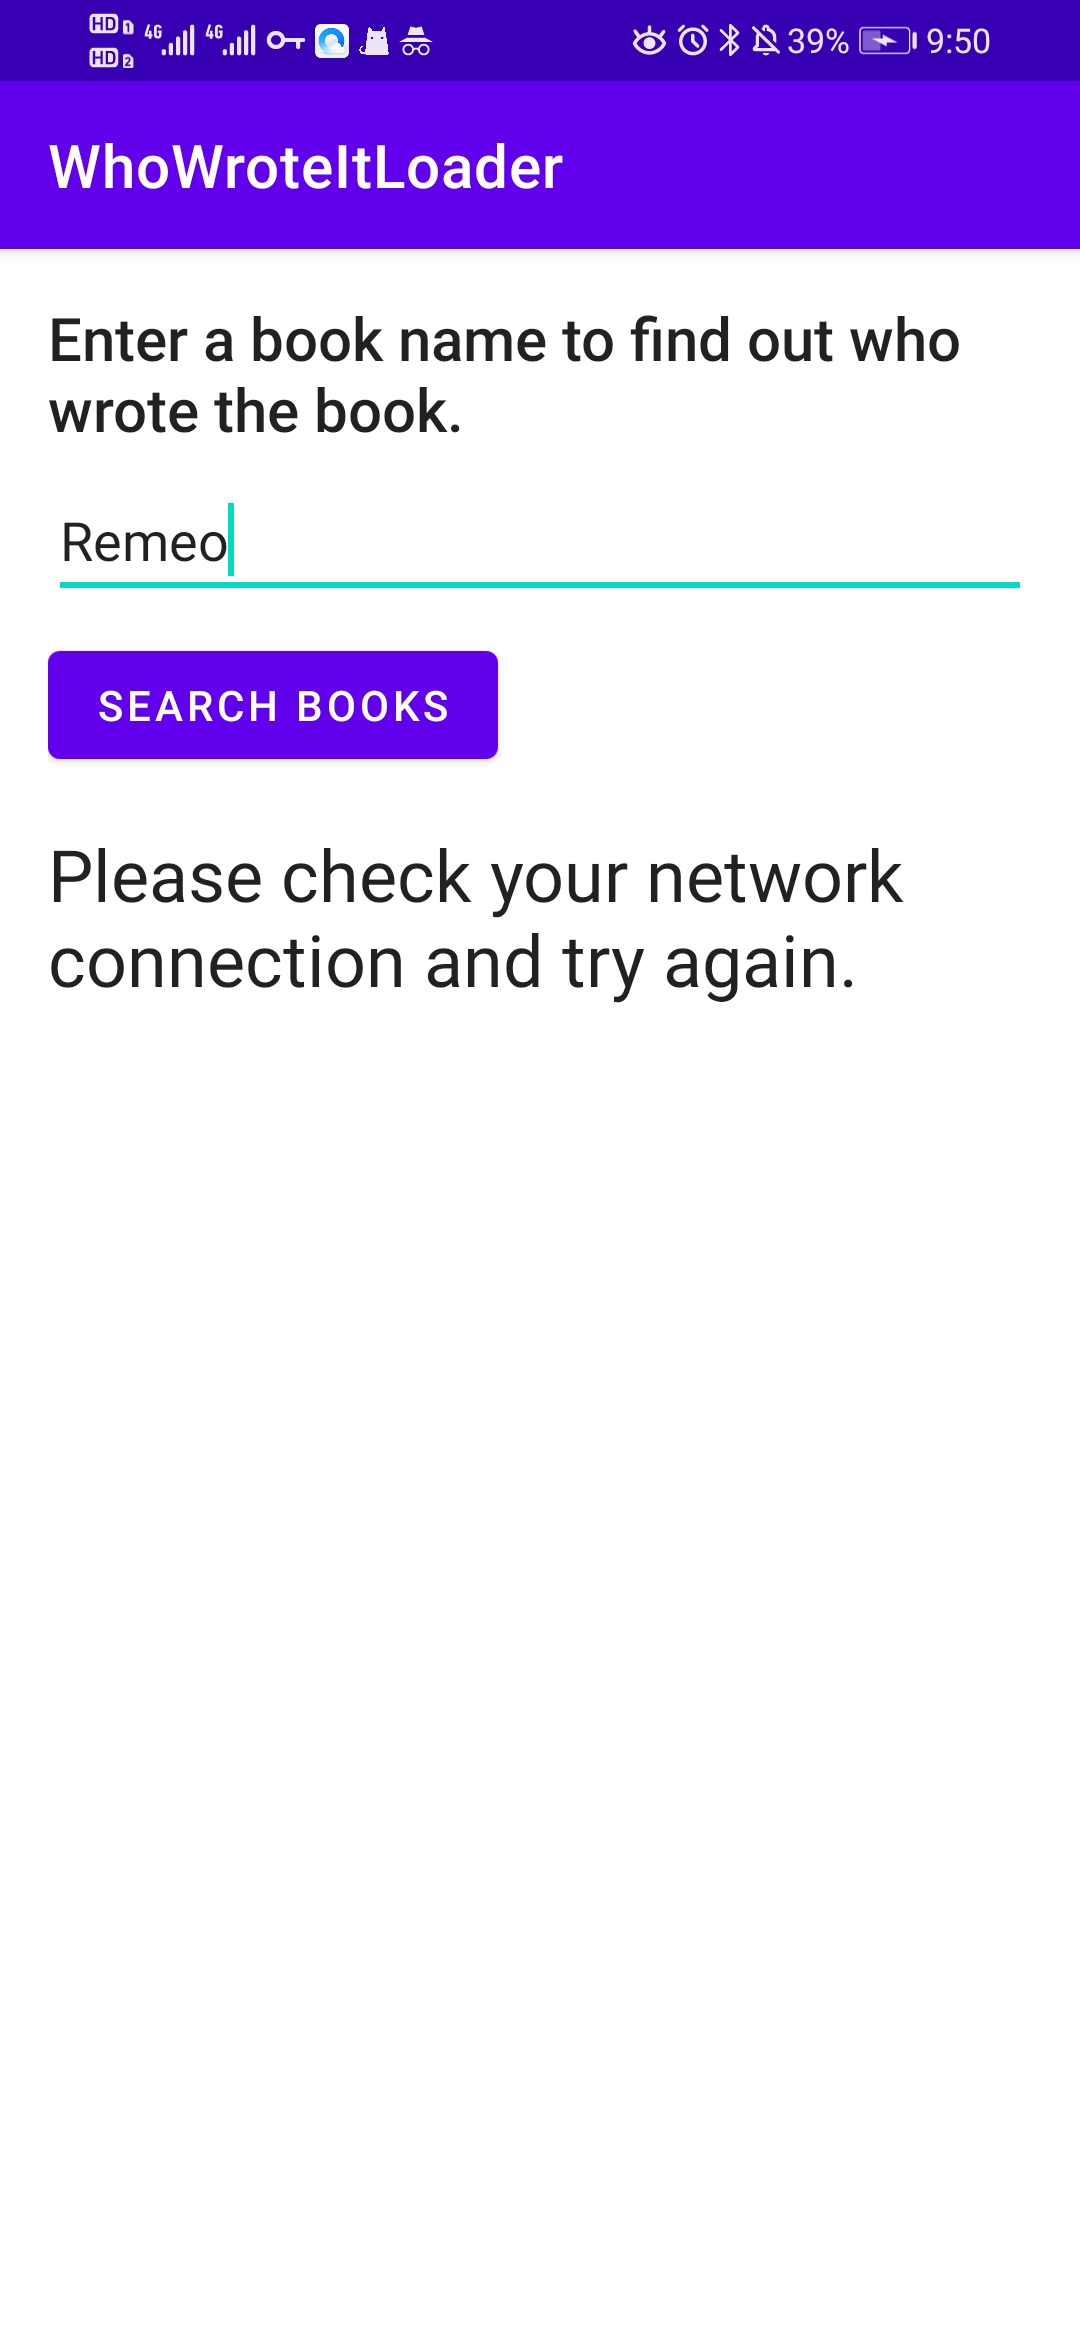 HD 1 4G 4G 39% 9:50
HD 2
WhoWroteItLoader
Enter a book name to find out who
wrote the book.
Remeo
SEARCH BOOKS
Please check your network
connection and try again.